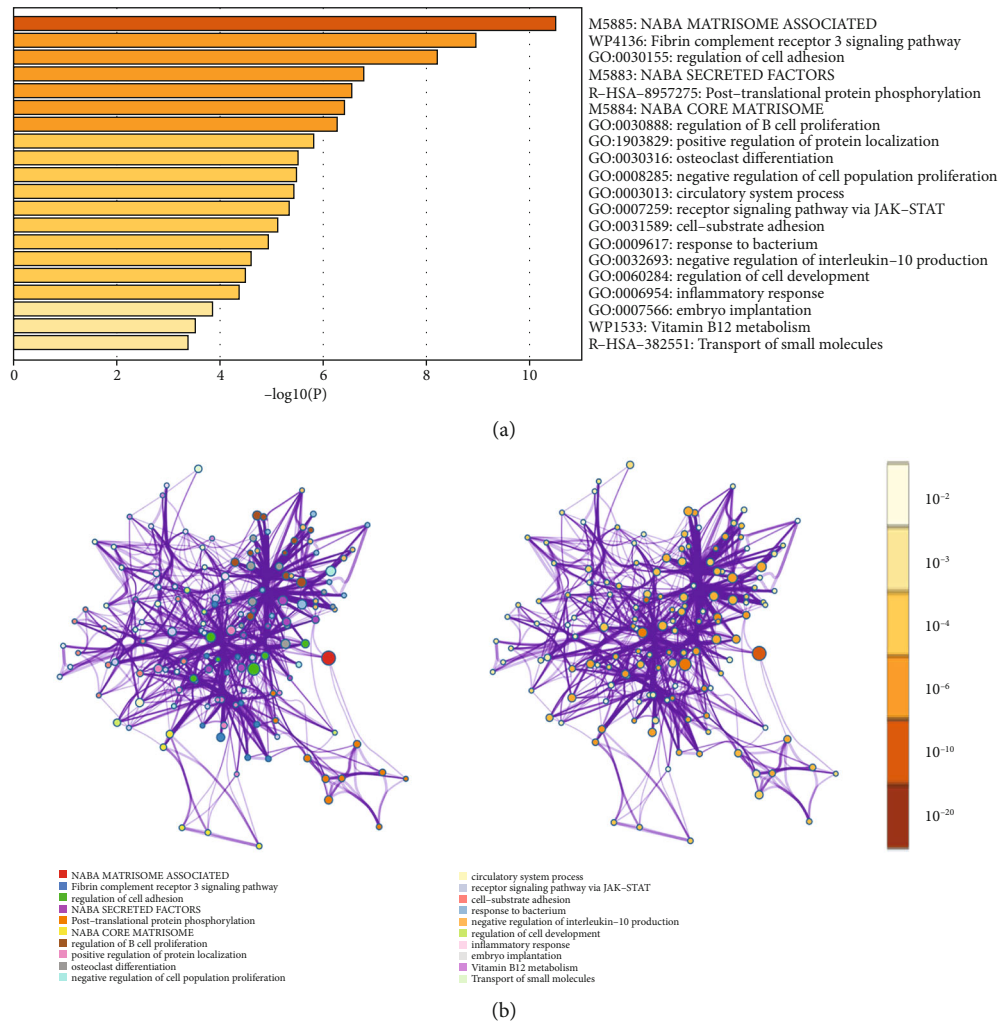 M5885: NABA MATRISOME ASSOCIATED
WP4136: Fibrin complement receptor 3 signaling pathway
GO:0030155: regulation of cell adhesion
M5883: NABA SECRETED FACTORS
R–HSA–8957275: Post–translational protein phosphorylation
M5884: NABA CORE MATRISOME
GO:0030888: regulation of B cell proliferation
GO:1903829: positive regulation of protein localization
GO:0030316: osteoclast differentiation
GO:0008285: negative regulation of cell population proliferation
GO:0003013: circulatory system process
GO:0007259: receptor signaling pathway via JAK–STAT
GO:0031589: cell–substrate adhesion
GO:0009617: response to bacterium
GO:0032693: negative regulation of interleukin–10 production
GO:0060284: regulation of cell development
GO:0006954: inflammatory response
GO:0007566: embryo implantation
WP1533: Vitamin B12 metabolism
R–HSA–382551: Transport of small molecules
0 2 4 6 8 10
–log10(P)
(a)
10⁻²
10⁻³
10⁻⁴
10⁻⁶
10⁻¹⁰
10⁻²⁰
NABA MATRISOME ASSOCIATED
Fibrin complement receptor 3 signaling pathway
regulation of cell adhesion
NABA SECRETED FACTORS
Post–translational protein phosphorylation
NABA CORE MATRISOME
regulation of B cell proliferation
positive regulation of protein localization
osteoclast differentiation
negative regulation of cell population proliferation
circulatory system process
receptor signaling pathway via JAK–STAT
cell–substrate adhesion
response to bacterium
negative regulation of interleukin–10 production
regulation of cell development
inflammatory response
embryo implantation
Vitamin B12 metabolism
Transport of small molecules
(b)